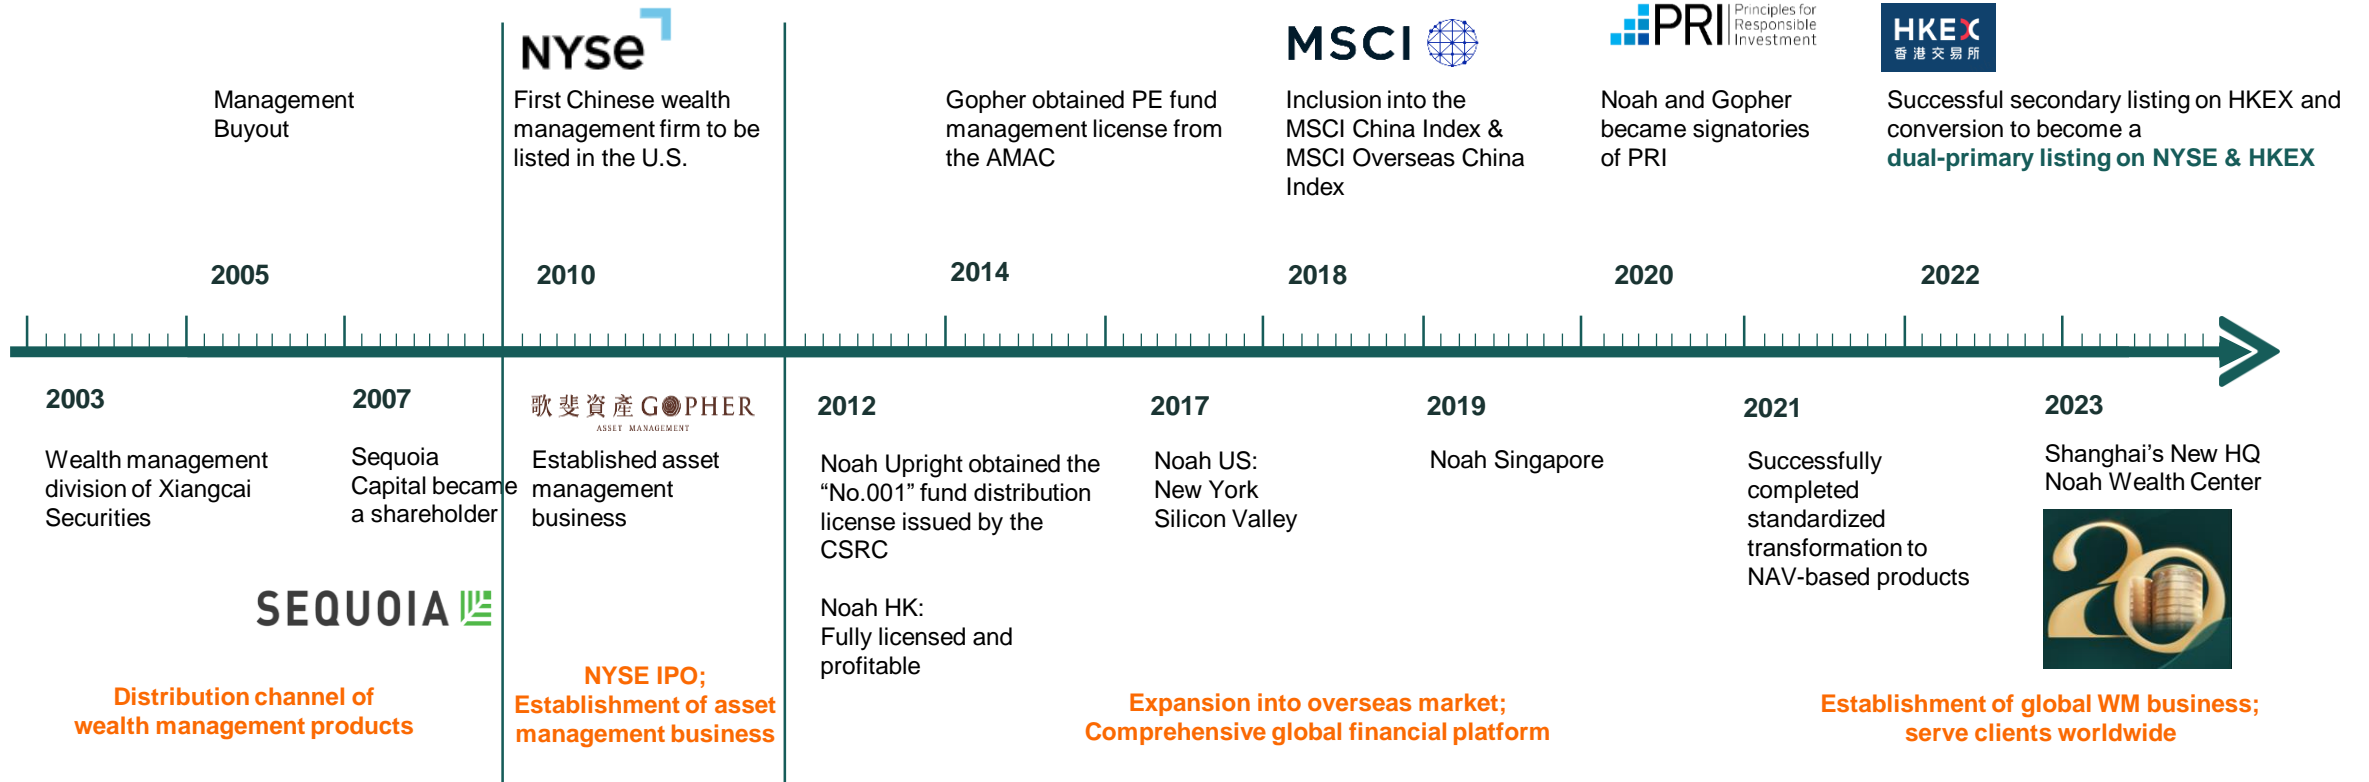 NYSE
MSCI
PRI
Principles for
Responsible
Investment
HKEX
香港交易所
Management
Buyout
First Chinese wealth
management firm to be
listed in the U.S.
Gopher obtained PE fund
management license from
the AMAC
Inclusion into the
MSCI China Index &
MSCI Overseas China
Index
Noah and Gopher
became signatories
of PRI
Successful secondary listing on HKEX and
conversion to become a
dual-primary listing on NYSE & HKEX
2005
2010
2014
2018
2020
2022
2003
Wealth management
division of Xiangcai
Securities
2007
Sequoia
Capital became
a shareholder
SEQUOIA
歌斐資產 GOPHER
ASSET MANAGEMENT
Established asset
management
business
2012
Noah Upright obtained the
“No.001” fund distribution
license issued by the
CSRC
Noah HK:
Fully licensed and
profitable
2017
Noah US:
New York
Silicon Valley
2019
Noah Singapore
2021
Successfully
completed
standardized
transformation to
NAV-based products
2023
Shanghai’s New HQ
Noah Wealth Center
20
Distribution channel of
wealth management products
NYSE IPO;
Establishment of asset
management business
Expansion into overseas market;
Comprehensive global financial platform
Establishment of global WM business;
serve clients worldwide